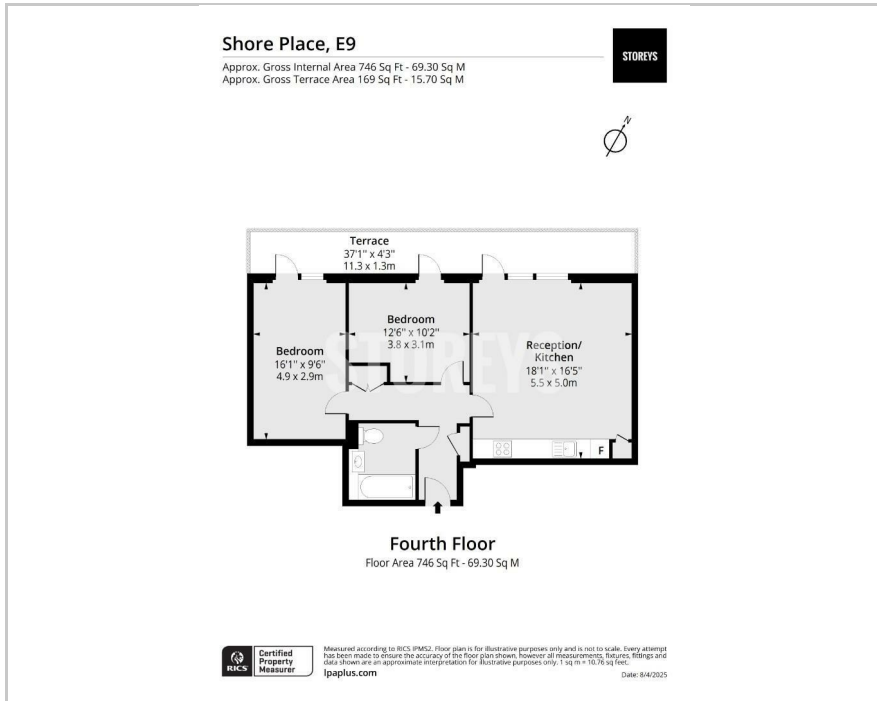 Shore Place, E9
Approx. Gross Internal Area 746 Sq Ft - 69.30 Sq M
Approx. Gross Terrace Area 169 Sq Ft - 15.70 Sq M
STOREYS
N
Terrace
37'1" x 4'3"
11.3 x 1.3m
Bedroom
12'6" x 10'2"
3.8 x 3.1m
Bedroom
16'1" x 9'6"
4.9 x 2.9m
Reception/
Kitchen
18'1" x 16'5"
5.5 x 5.0m
STOREYS
F
Fourth Floor
Floor Area 746 Sq Ft - 69.30 Sq M
RICS
Certified
Property
Measurer
Measured according to RICS IPMS2. Floor plan is for illustrative purposes only and is not to scale. Every attempt
has been made to ensure the accuracy of the floor plan shown, however all measurements, fixtures, fittings and
data shown are an approximate interpretation for illustrative purposes only. 1 sq m = 10.76 sq feet.
lpaplus.com
Date: 8/4/2025